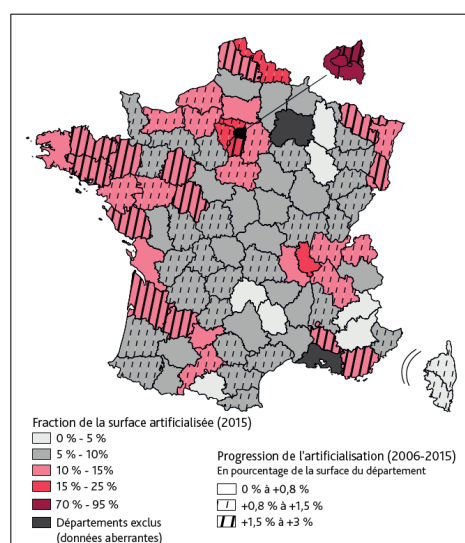 Fraction de la surface artificialisée (2015)
0 % - 5 %
5 % - 10%
10 % - 15%
15 % - 25 %
70 % - 95 %
Départements exclus
(données aberrantes)
Progression de l'artificialisation (2006-2015)
En pourcentage de la surface du département
0 % à +0,8 %
+0,8 % à +1,5 %
+1,5 % à +3 %